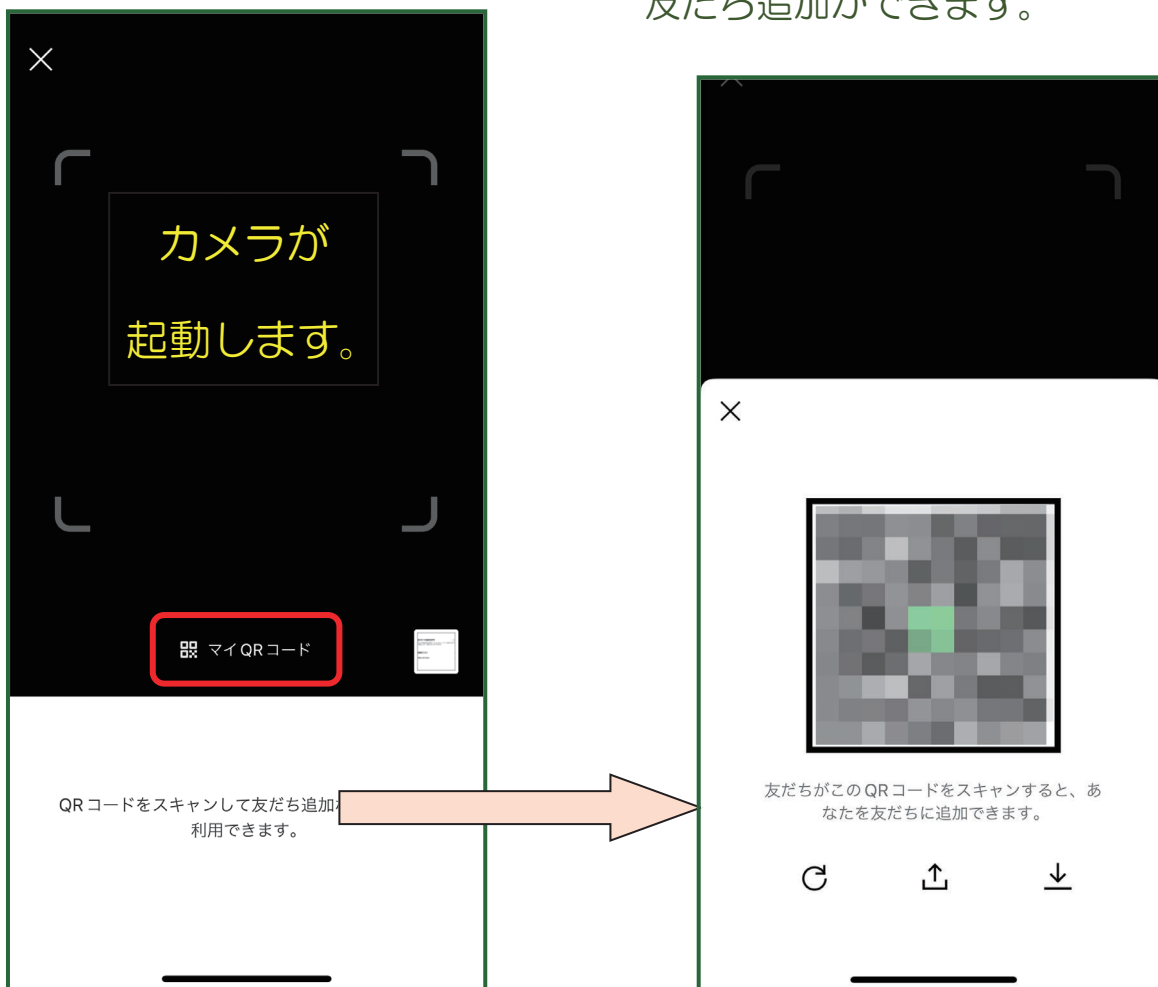 友だち追加ができます。
カメラが
起動します。
マイQRコード
QRコードをスキャンして友だち追加
利用できます。
友だちがこのQRコードをスキャンすると、あ
なたを友だちに追加できます。